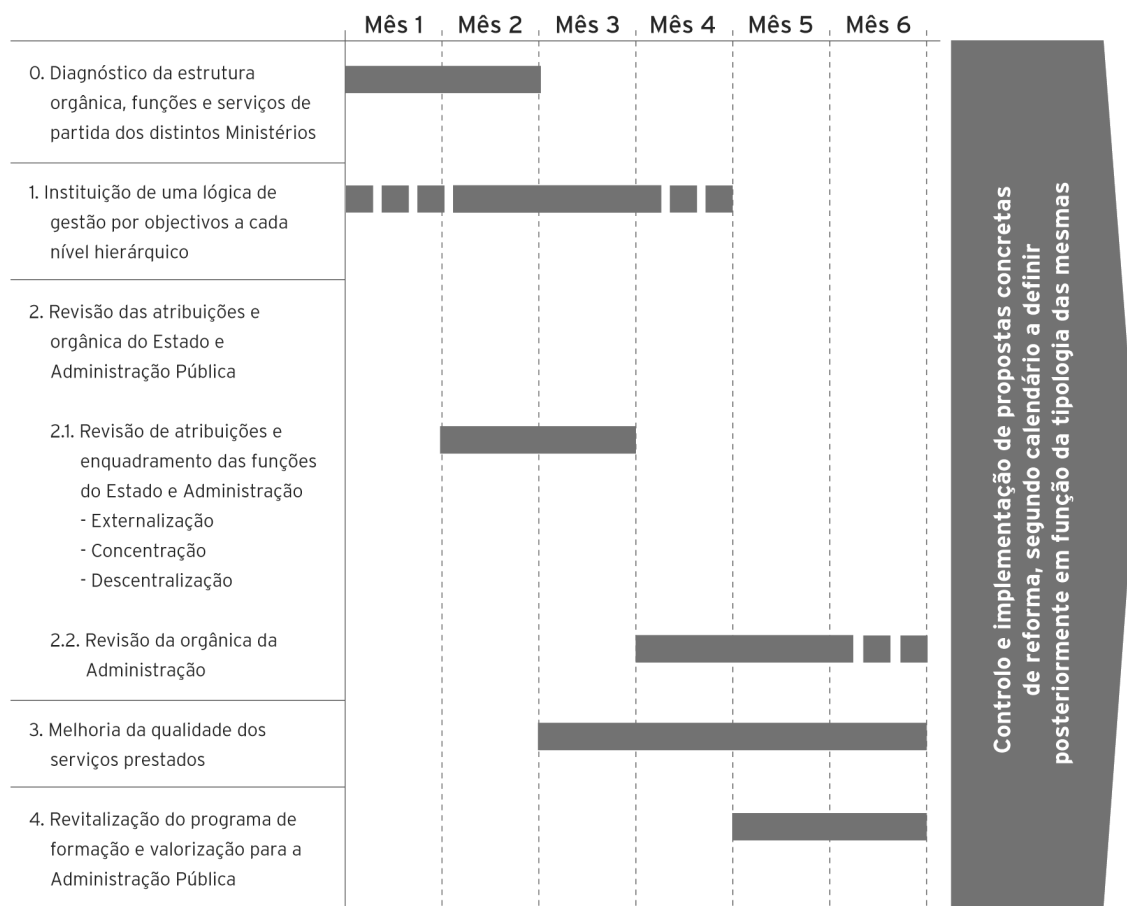 Mês 1 Mês 2 Mês 3 Mês 4 Mês 5 Mês 6
0. Diagnóstico da estrutura
orgânica, funções e serviços de
partida dos distintos Ministérios
1. Instituição de uma lógica de
gestão por objectivos a cada
nível hierárquico
2. Revisão das atribuições e
orgânica do Estado e
Administração Pública
2.1. Revisão de atribuições e
enquadramento das funções
do Estado e Administração
- Externalização
- Concentração
- Descentralização
2.2. Revisão da orgânica da
Administração
3. Melhoria da qualidade dos
serviços prestados
4. Revitalização do programa de
formação e valorização para a
Administração Pública
Controlo e implementação de propostas concretas
de reforma, segundo calendário a definir
posteriormente em função da tipologia das mesmas